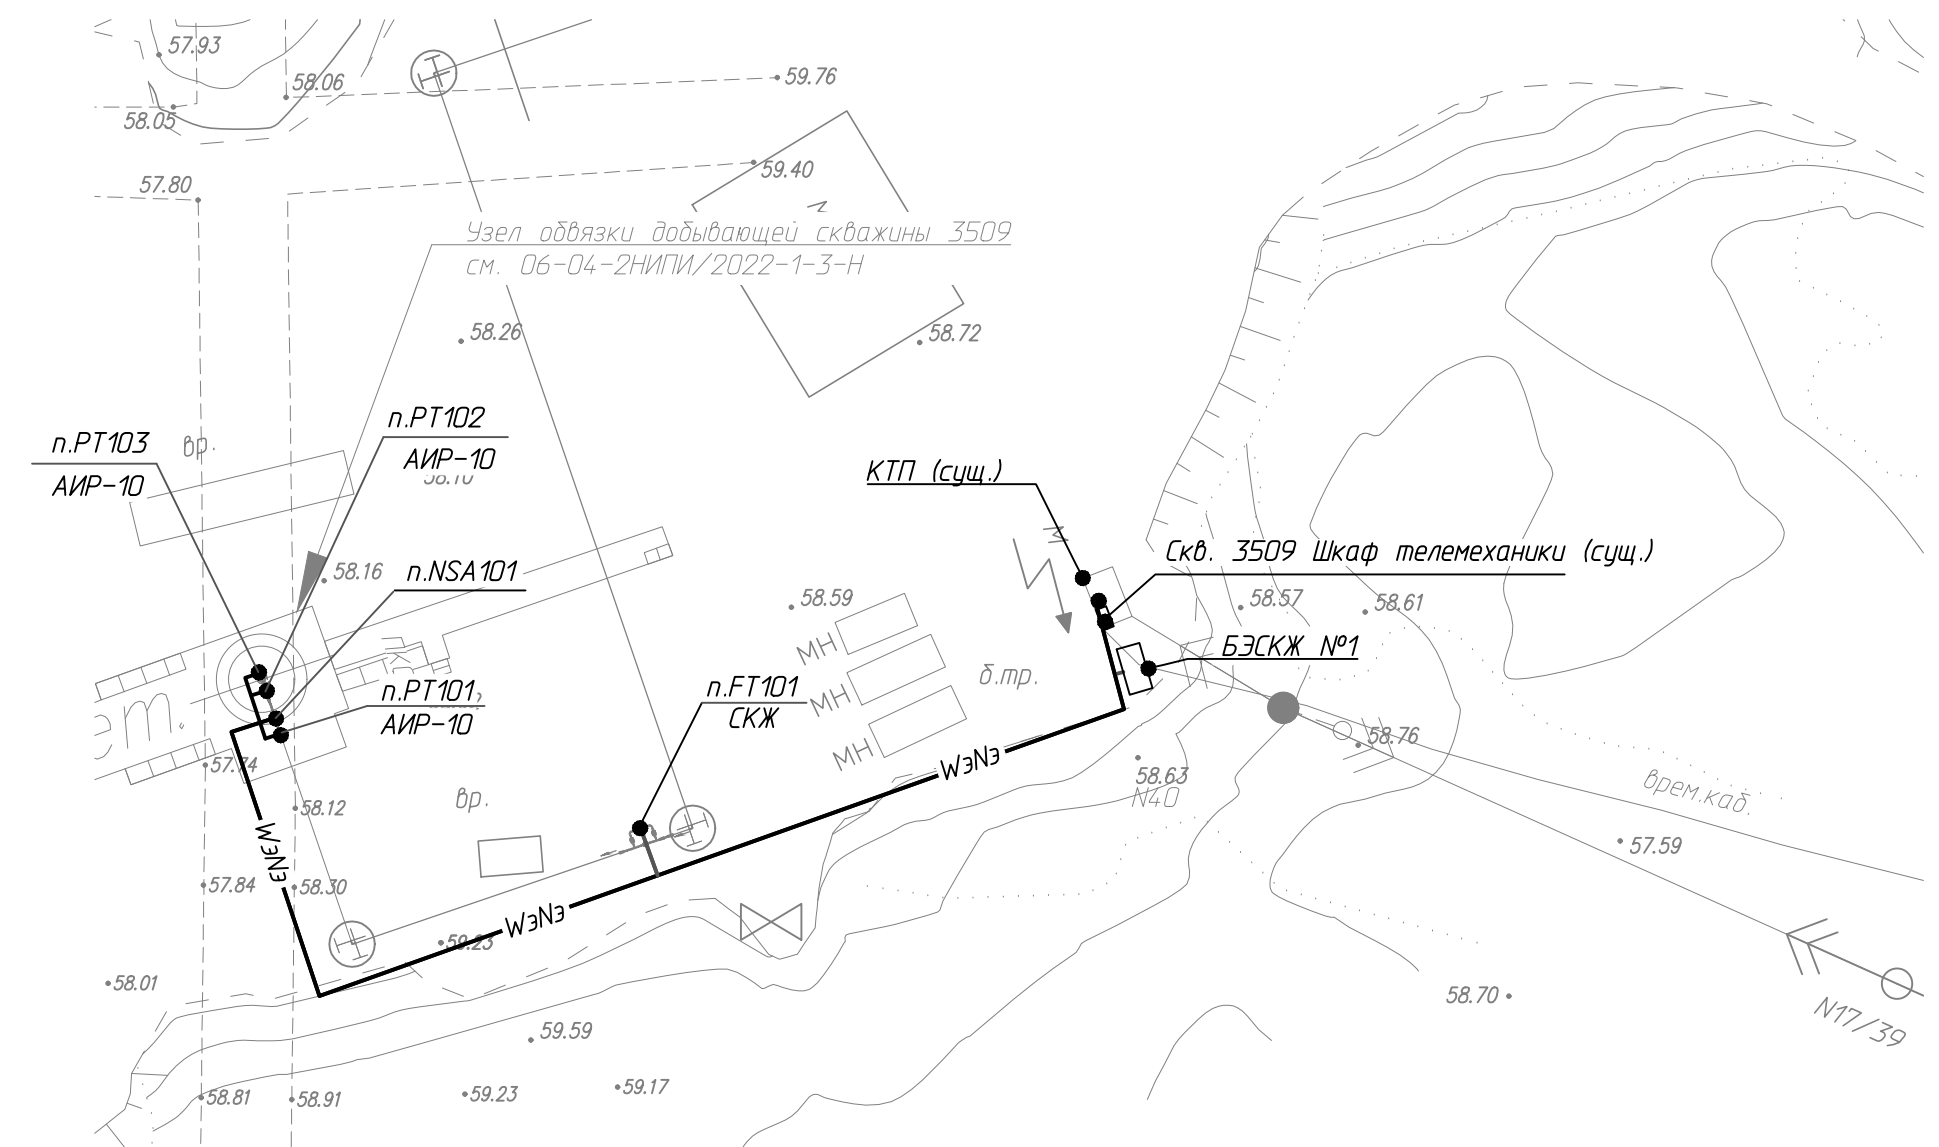 57.93
58.06
59.76
58.05
59.40
57.80
Узел обвязки добывающей скважины 3509
см. 06-04-2НИПИ/2022-1-3-Н
58.26
58.72
п.PT102
АИР-10
п.PT103
АИР-10
вр.
КТП (сущ.)
Скв. 3509 Шкаф телемеханики (сущ.)
58.16
п.NSA101
58.59
58.57
58.61
МН
МН
МН
б.тр.
БЭСКЖ №1
п.PT101
АИР-10
п.FT101
СКЖ
ет.
57.74
58.76
58.63
N40
WэNэ
врем.каб
58.12
вр.
WэNэ
57.59
57.84
58.30
WэNэ
59.23
58.01
58.70
N17/39
59.59
59.17
59.23
58.81
58.91